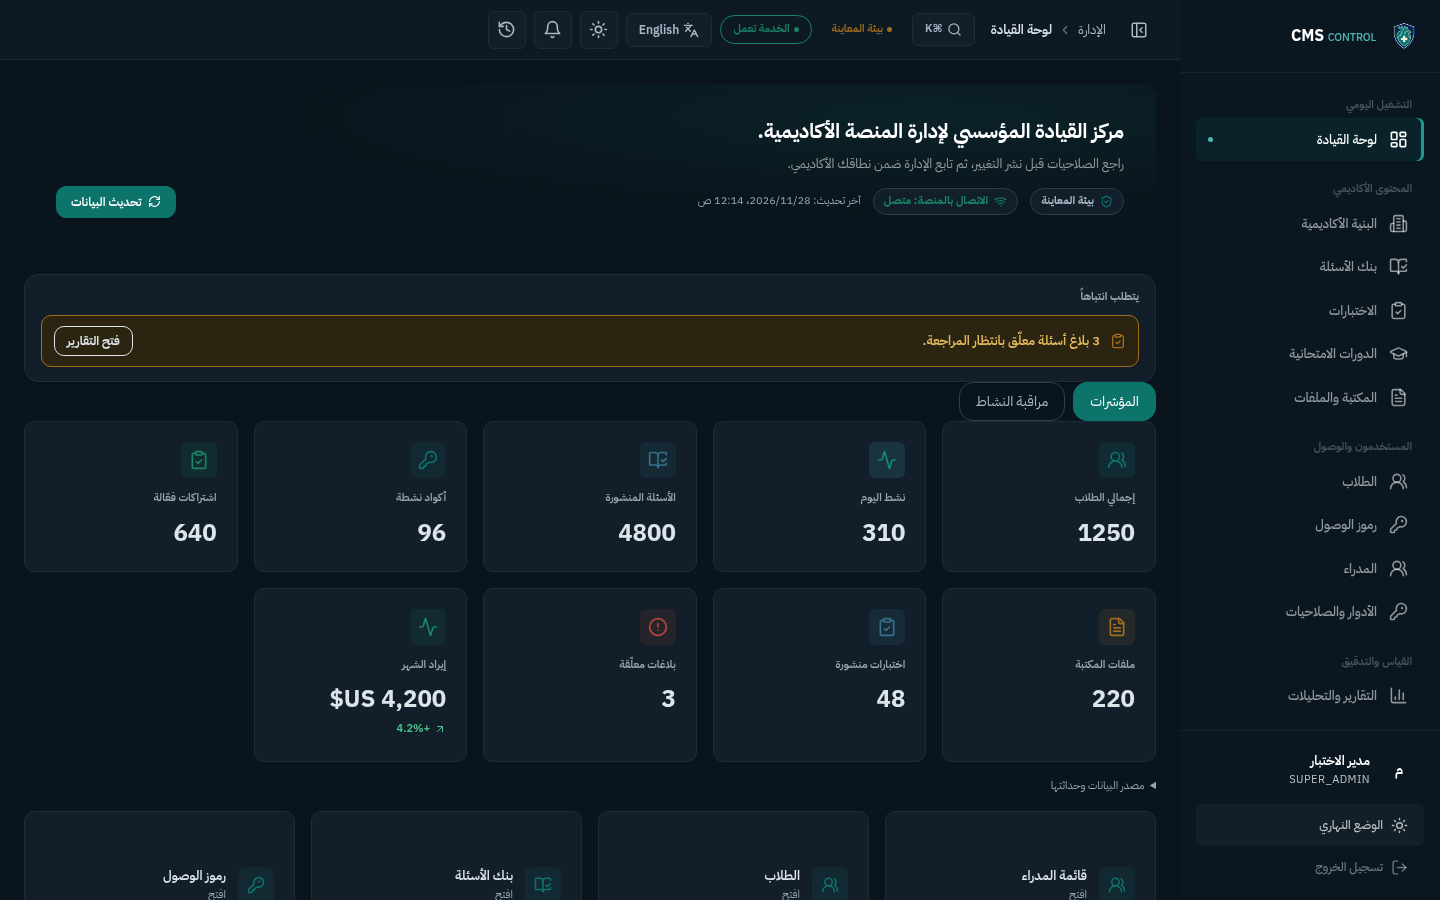 CMS CONTROL
التشغيل اليومي
لوحة القيادة
المحتوى الأكاديمي
البنية الأكاديمية
بنك الأسئلة
الاختبارات
الدورات الامتحانية
المكتبة والملفات
المستخدمون والوصول
الطلاب
رموز الوصول
المدراء
الأدوار والصلاحيات
القياس والتدقيق
التقارير والتحليلات
م
مدير الاختبار
SUPER_ADMIN
الوضع النهاري
تسجيل الخروج
الإدارة
لوحة القيادة
K⌘
بيئة المعاينة
الخدمة تعمل
English
مركز القيادة المؤسسي لإدارة المنصة الأكاديمية.
راجع الصلاحيات قبل نشر التغيير، ثم تابع الإدارة ضمن نطاقك الأكاديمي.
بيئة المعاينة
الاتصال بالمنصة: متصل
آخر تحديث: 2026/11/28، 12:14 ص
تحديث البيانات
يتطلب انتباهاً
3 بلاغ أسئلة معلّق بانتظار المراجعة.
فتح التقارير
المؤشرات
مراقبة النشاط
إجمالي الطلاب
1250
نشط اليوم
310
الأسئلة المنشورة
4800
أكواد نشطة
96
اشتراكات فعّالة
640
ملفات المكتبة
220
اختبارات منشورة
48
بلاغات معلّقة
3
إيراد الشهر
$US 4,200
4.2%+
مصدر البيانات وحداثتها
قائمة المدراء
افتح
الطلاب
افتح
بنك الأسئلة
افتح
رموز الوصول
افتح